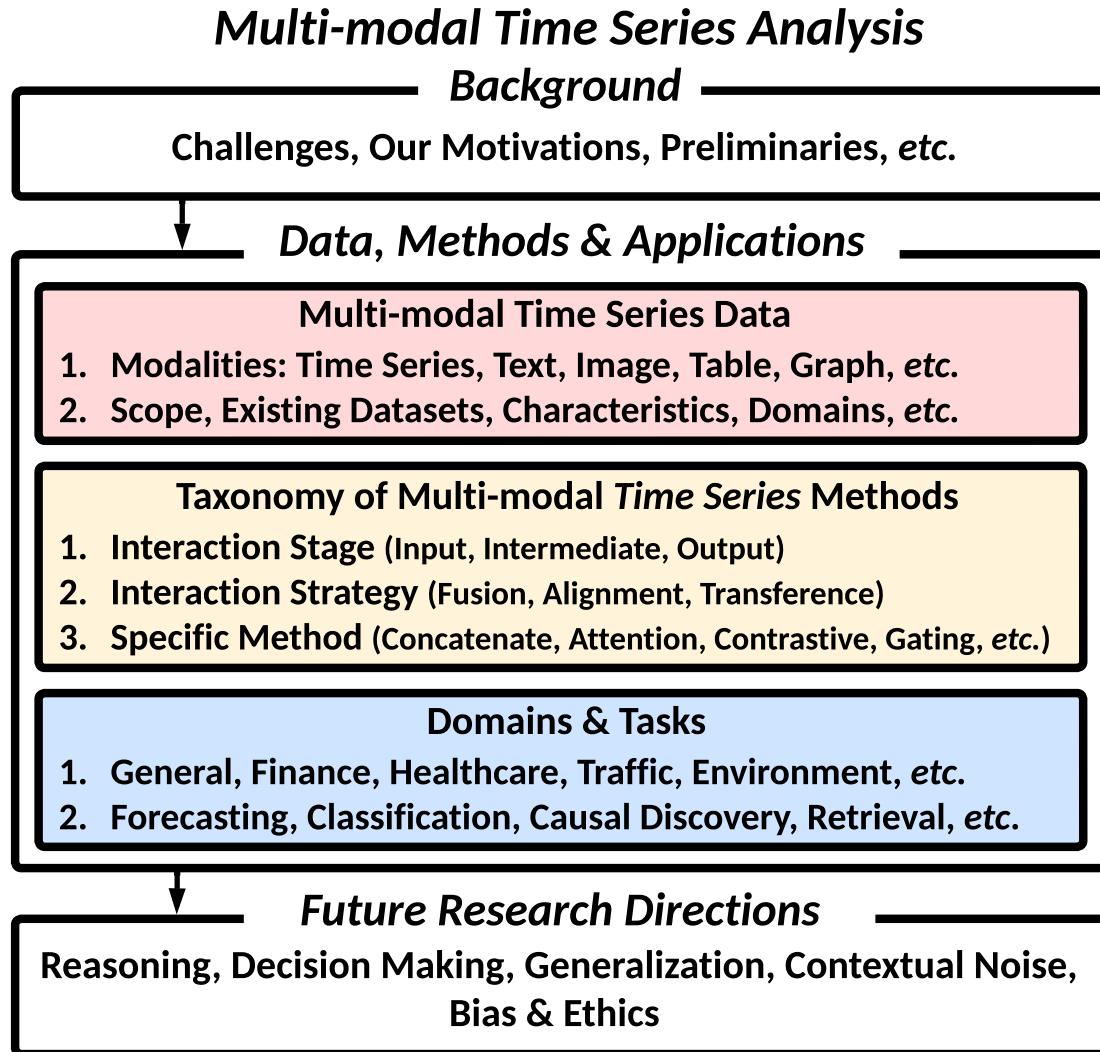 Multi-modal Time Series Analysis
Background
Challenges, Our Motivations, Preliminaries, etc.
Data, Methods & Applications
Multi-modal Time Series Data
1. Modalities: Time Series, Text, Image, Table, Graph, etc.
2. Scope, Existing Datasets, Characteristics, Domains, etc.
Taxonomy of Multi-modal Time Series Methods
1. Interaction Stage (Input, Intermediate, Output)
2. Interaction Strategy (Fusion, Alignment, Transference)
3. Specific Method (Concatenate, Attention, Contrastive, Gating, etc.)
Domains & Tasks
1. General, Finance, Healthcare, Traffic, Environment, etc.
2. Forecasting, Classification, Causal Discovery, Retrieval, etc.
Future Research Directions
Reasoning, Decision Making, Generalization, Contextual Noise,
Bias & Ethics